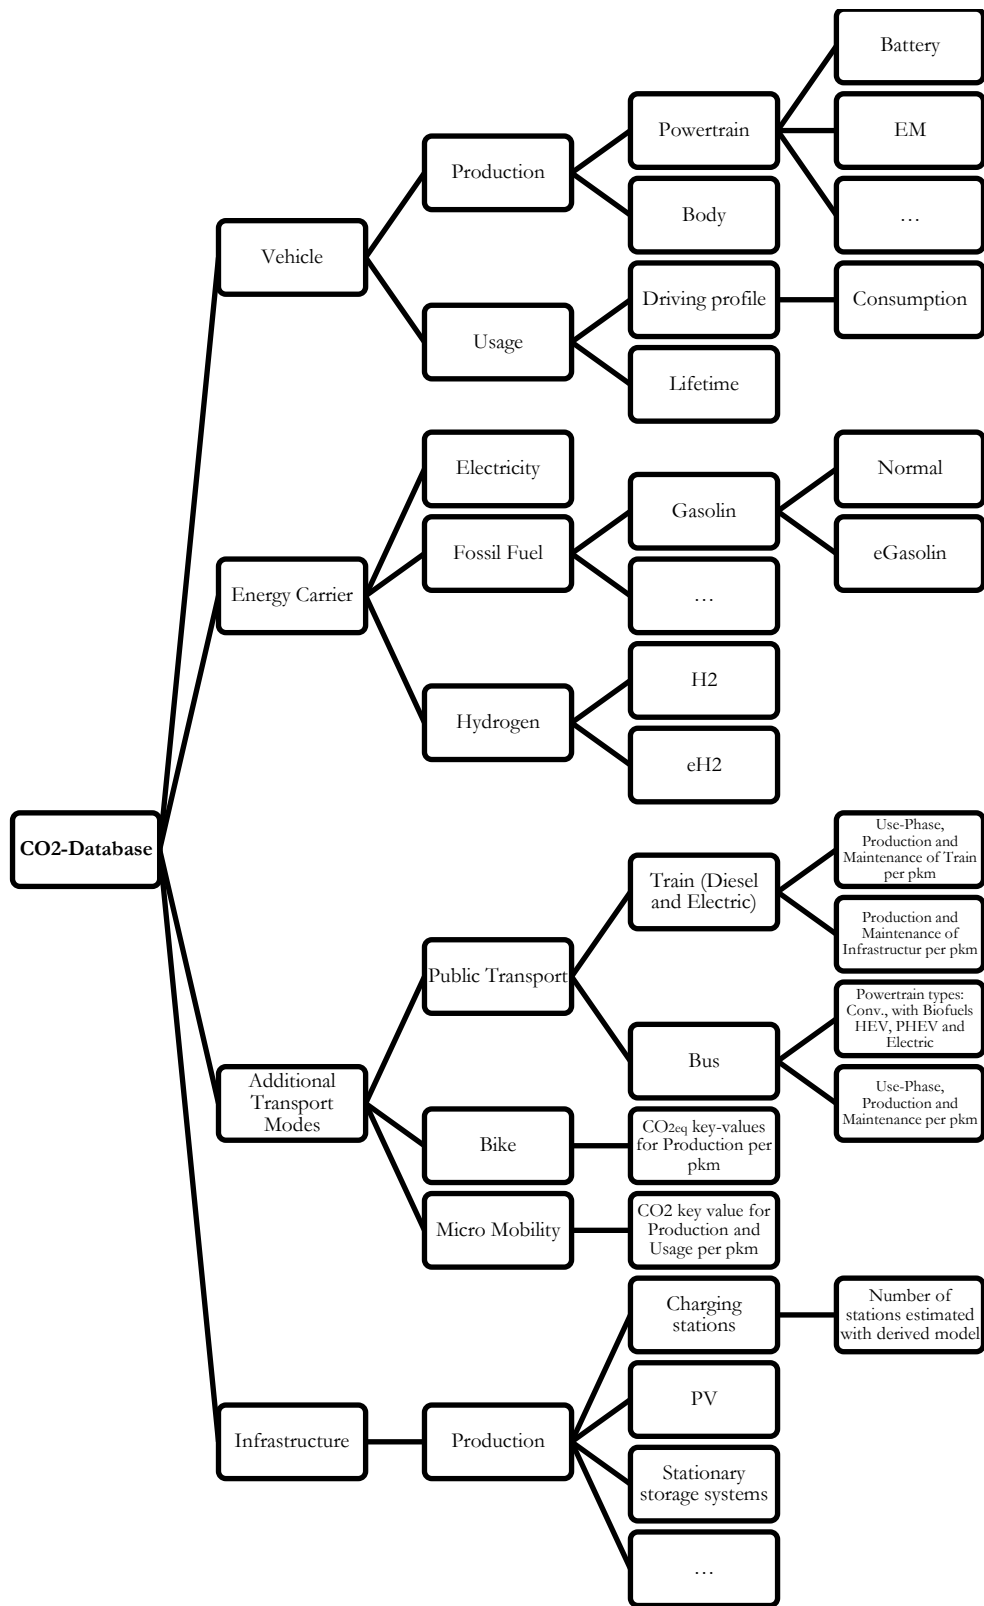 Battery
Powertrain
EM
Production
Body
…
Vehicle
Driving profile
Consumption
Usage
Lifetime
Electricity
Normal
Gasolin
Fossil Fuel
eGasolin
Energy Carrier
…
H2
Hydrogen
eH2
CO2-Database
Use-Phase,
Production and
Maintenance of Train
per pkm
Train (Diesel
and Electric)
Production and
Maintenance of
Infrastructur per pkm
Public Transport
Powertrain types:
Conv., with Biofuels
HEV, PHEV and
Electric
Bus
Additional
Transport
Modes
Use-Phase,
Production and
Maintenance per pkm
Bike
CO2eq key-values
for Production per
pkm
Micro Mobility
CO2 key value for
Production and
Usage per pkm
Charging
stations
Number of
stations estimated
with derived model
PV
Infrastructure
Production
Stationary
storage systems
…